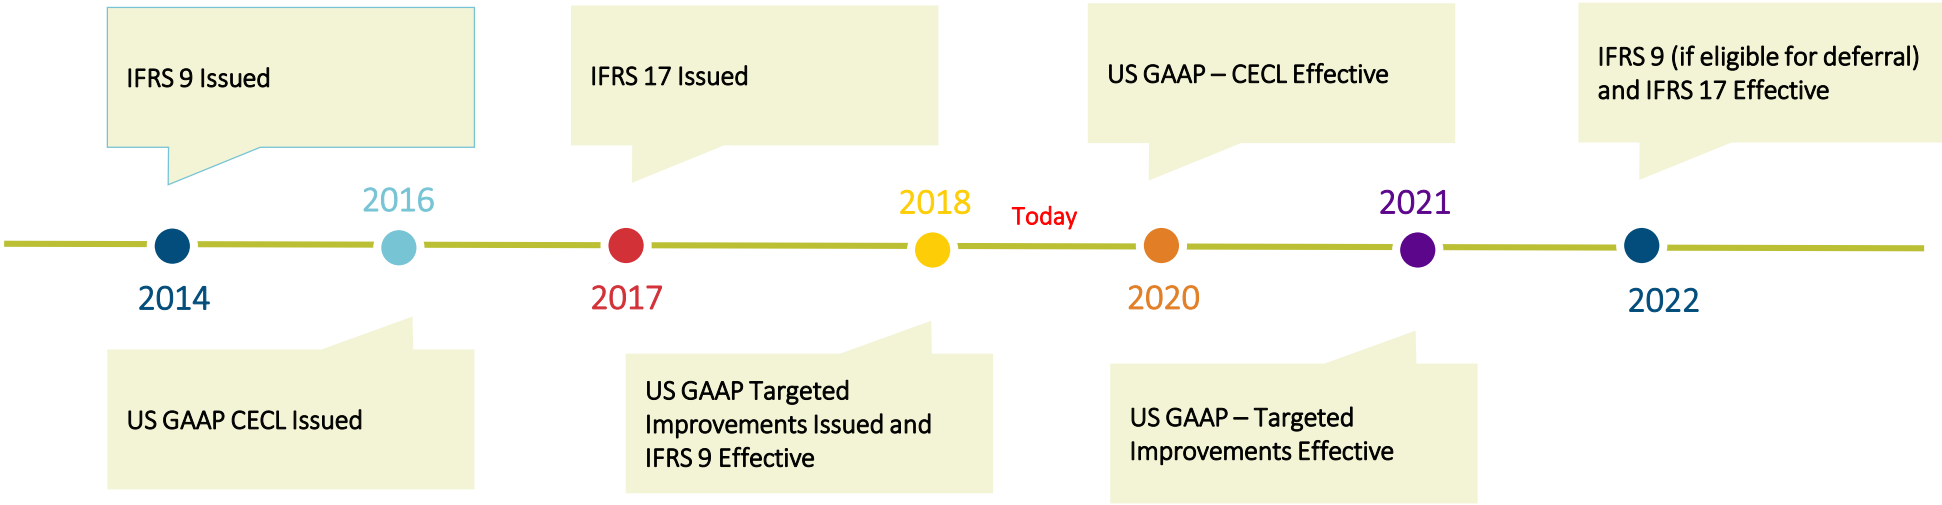 IFRS 9 Issued
IFRS 17 Issued
US GAAP – CECL Effective
IFRS 9 (if eligible for deferral)
and IFRS 17 Effective
2016
2018
Today
2021
2014
2017
2020
2022
US GAAP CECL Issued
US GAAP Targeted
Improvements Issued and
IFRS 9 Effective
US GAAP – Targeted
Improvements Effective